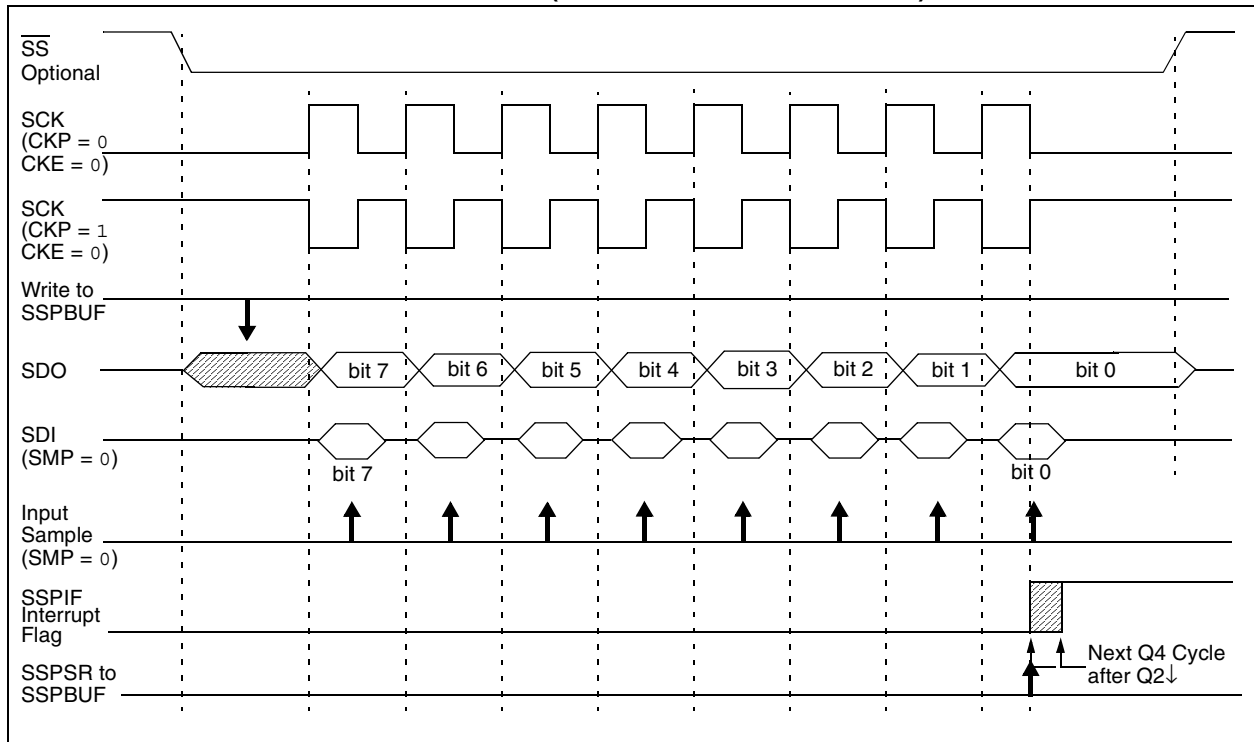 SS
Optional
SCK
(CKP = 0
CKE = 0)
SCK
(CKP = 1
CKE = 0)
Write to
SSPBUF
SDO
bit 7
bit 6
bit 5
bit 4
bit 3
bit 2
bit 1
bit 0
SDI
(SMP = 0)
bit 7
bit 0
Input
Sample
(SMP = 0)
SSPIF
Interrupt
Flag
Next Q4 Cycle
after Q2↓
SSPSR to
SSPBUF